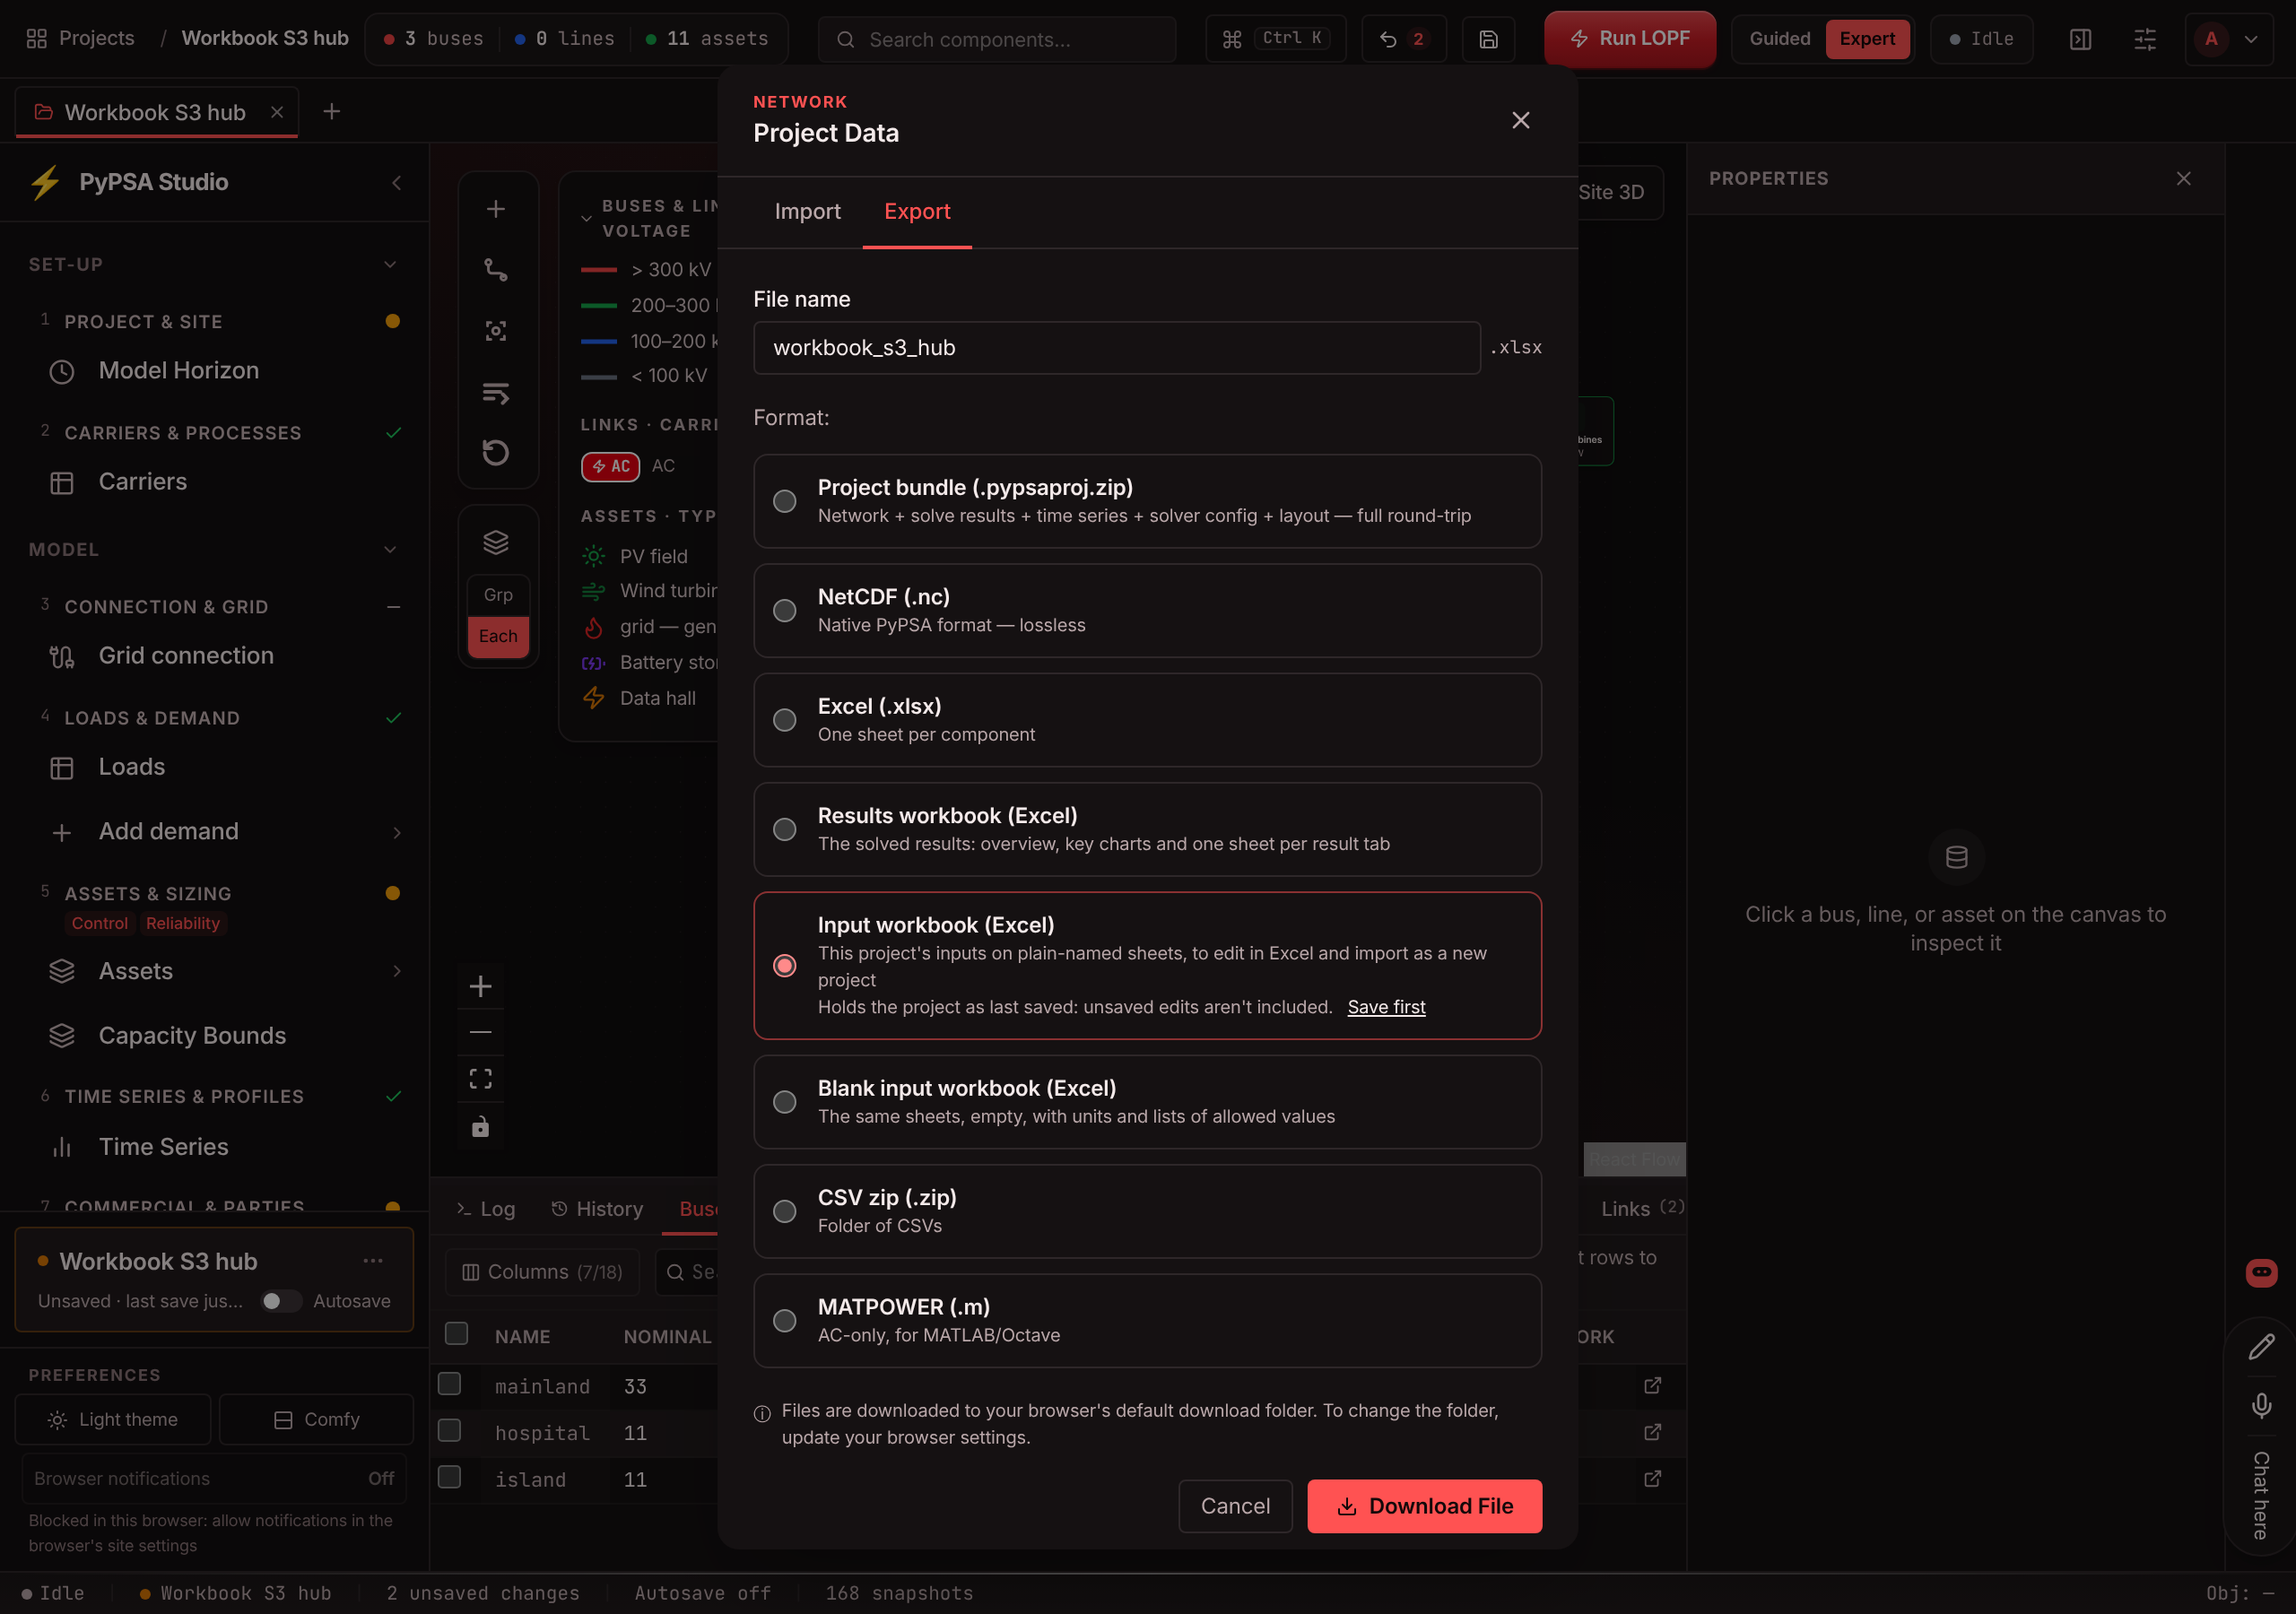 Projects / Workbook S3 hub
3 buses 0 lines 11 assets
Search components...
Ctrl K
2
Run LOPF
Guided Expert
Idle
A
Workbook S3 hub
PyPSA Studio
SET-UP
1 PROJECT & SITE
Model Horizon
2 CARRIERS & PROCESSES
Carriers
MODEL
3 CONNECTION & GRID
Grid connection
4 LOADS & DEMAND
Loads
Add demand
5 ASSETS & SIZING
Control Reliability
Assets
Capacity Bounds
6 TIME SERIES & PROFILES
Time Series
7 COMMERCIAL & PARTIES
Workbook S3 hub
Unsaved · last save jus... Autosave
PREFERENCES
Light theme Comfy
Browser notifications Off
Blocked in this browser: allow notifications in the
browser's site settings
Grp
Each
BUSES & LIN
VOLTAGE
> 300 kV
200–300
100–200 k
< 100 kV
LINKS · CARRI
AC AC
ASSETS · TYP
PV field
Wind turbin
grid — gen
Battery sto
Data hall
Site 3D
bines
React Flow
NETWORK
Project Data
Import Export
File name
workbook_s3_hub .xlsx
Format:
Project bundle (.pypsaproj.zip)
Network + solve results + time series + solver config + layout — full round-trip
NetCDF (.nc)
Native PyPSA format — lossless
Excel (.xlsx)
One sheet per component
Results workbook (Excel)
The solved results: overview, key charts and one sheet per result tab
Input workbook (Excel)
This project's inputs on plain-named sheets, to edit in Excel and import as a new
project
Holds the project as last saved: unsaved edits aren't included. Save first
Blank input workbook (Excel)
The same sheets, empty, with units and lists of allowed values
CSV zip (.zip)
Folder of CSVs
MATPOWER (.m)
AC-only, for MATLAB/Octave
Files are downloaded to your browser's default download folder. To change the folder,
update your browser settings.
Cancel Download File
Log History Buse Links (2)
Columns (7/18) Se t rows to
NAME NOMINAL ORK
mainland 33
hospital 11
island 11
PROPERTIES
Click a bus, line, or asset on the canvas to
inspect it
Chat here
Idle Workbook S3 hub 2 unsaved changes Autosave off 168 snapshots Obj: —